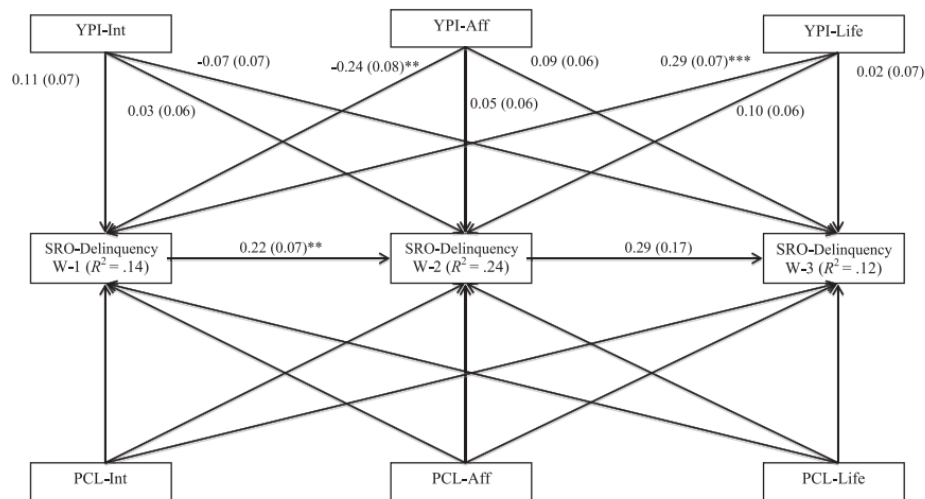 YPI-Int
YPI-Aff
YPI-Life
0.11 (0.07)
-0.07 (0.07)
-0.24 (0.08)**
0.09 (0.06)
0.29 (0.07)***
0.02 (0.07)
0.03 (0.06)
0.05 (0.06)
0.10 (0.06)
SRO-Delinquency
W-1 (R² = .14)
0.22 (0.07)**
SRO-Delinquency
W-2 (R² = .24)
0.29 (0.17)
SRO-Delinquency
W-3 (R² = .12)
PCL-Int
PCL-Aff
PCL-Life